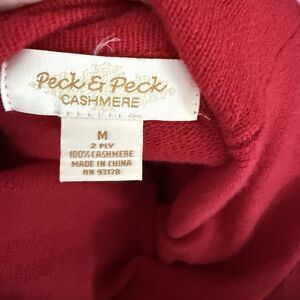 Peck & Peck
CASHMERE
M
2 PLY
100% CASHMERE
MADE IN CHINA
RN 93178